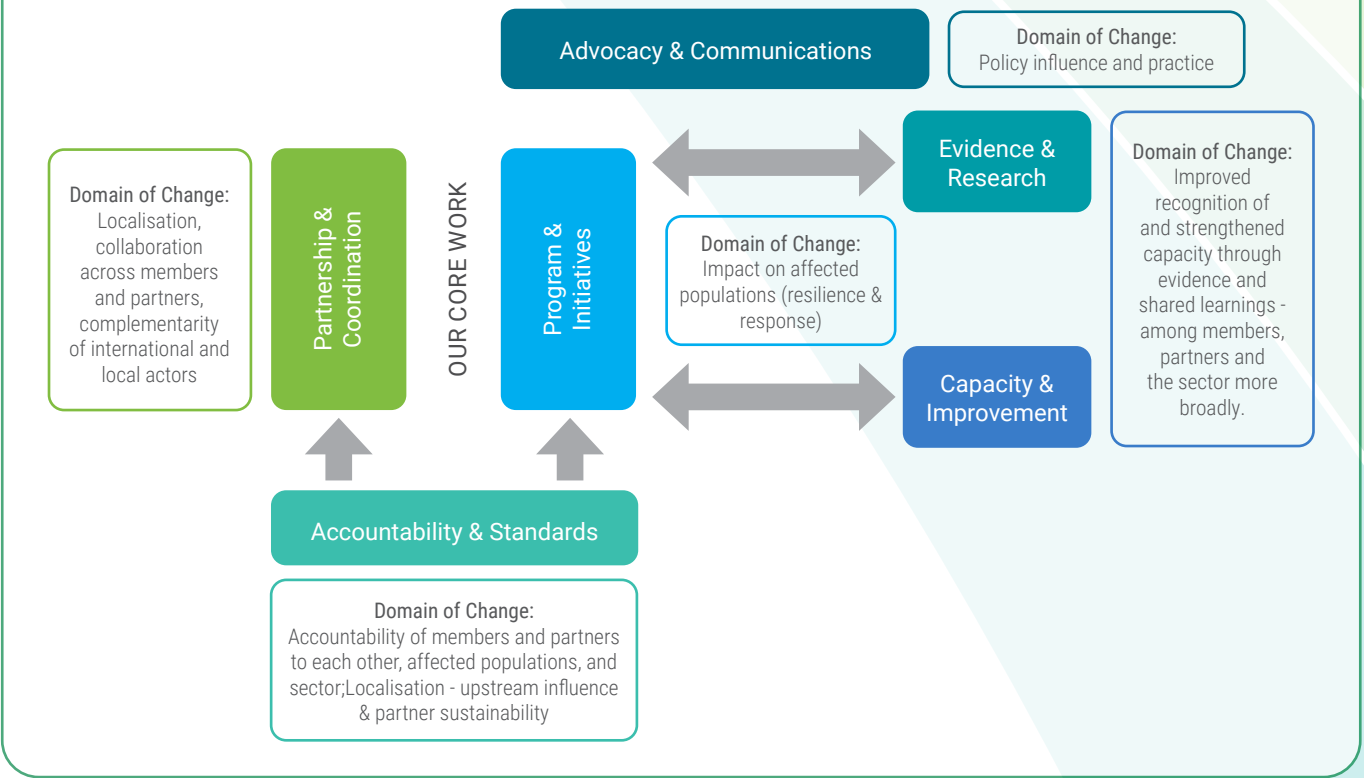 Advocacy & Communications
Domain of Change:
Policy influence and practice
Domain of Change:
Localisation,
collaboration
across members
and partners,
complementarity
of international and
local actors
Partnership &
Coordination
OUR CORE WORK
Program &
Initiatives
Domain of Change:
Impact on affected
populations (resilience &
response)
Evidence &
Research
Capacity &
Improvement
Domain of Change:
Improved
recognition of
and strengthened
capacity through
evidence and
shared learnings -
among members,
partners and
the sector more
broadly.
Accountability & Standards
Domain of Change:
Accountability of members and partners
to each other, affected populations, and
sector;Localisation - upstream influence
& partner sustainability